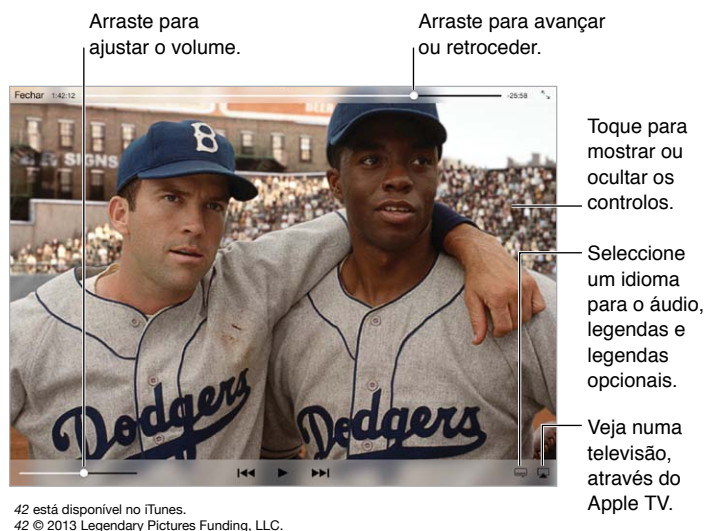 Arraste para
ajustar o volume.
Arraste para avançar
ou retroceder.
Fechar 1:42:12 -25:58
BEER
SIGNS
B
Dodgers
Dodgers
Toque para
mostrar ou
ocultar os
controlos.
Seleccione
um idioma
para o áudio,
legendas e
legendas
opcionais.
Veja numa
televisão,
através do
Apple TV.
42 está disponível no iTunes.
42 © 2013 Legendary Pictures Funding, LLC.